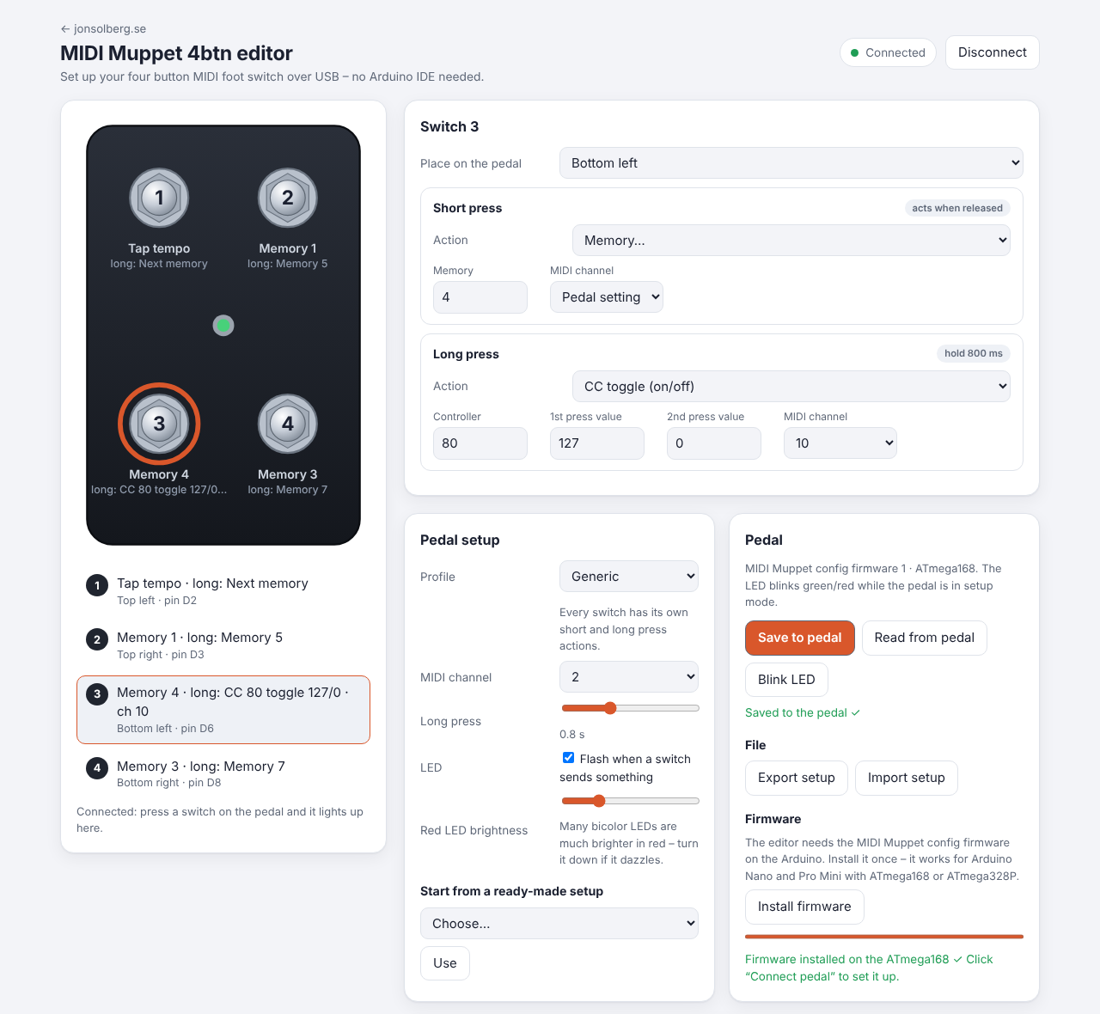 ← jonsolberg.se
MIDI Muppet 4btn editor
Set up your four button MIDI foot switch over USB – no Arduino IDE needed.
Connected
Disconnect
1
Tap tempo
long: Next memory
2
Memory 1
long: Memory 5
3
Memory 4
long: CC 80 toggle 127/0...
4
Memory 3
long: Memory 7
1
Tap tempo · long: Next memory
Top left · pin D2
2
Memory 1 · long: Memory 5
Top right · pin D3
3
Memory 4 · long: CC 80 toggle 127/0 ·
ch 10
Bottom left · pin D6
4
Memory 3 · long: Memory 7
Bottom right · pin D8
Connected: press a switch on the pedal and it lights up
here.
Switch 3
Place on the pedal
Bottom left
Short press
acts when released
Action
Memory...
Memory
MIDI channel
4
Pedal setting
Long press
hold 800 ms
Action
CC toggle (on/off)
Controller
1st press value
2nd press value
MIDI channel
80
127
0
10
Pedal setup
Profile
Generic
Every switch has its own
short and long press
actions.
MIDI channel
2
Long press
0.8 s
LED
Flash when a switch
sends something
Red LED brightness
Many bicolor LEDs are
much brighter in red – turn
it down if it dazzles.
Start from a ready-made setup
Choose...
Use
Pedal
MIDI Muppet config firmware 1 · ATmega168. The
LED blinks green/red while the pedal is in setup
mode.
Save to pedal
Read from pedal
Blink LED
Saved to the pedal ✓
File
Export setup
Import setup
Firmware
The editor needs the MIDI Muppet config firmware
on the Arduino. Install it once – it works for Arduino
Nano and Pro Mini with ATmega168 or ATmega328P.
Install firmware
Firmware installed on the ATmega168 ✓ Click
“Connect pedal” to set it up.